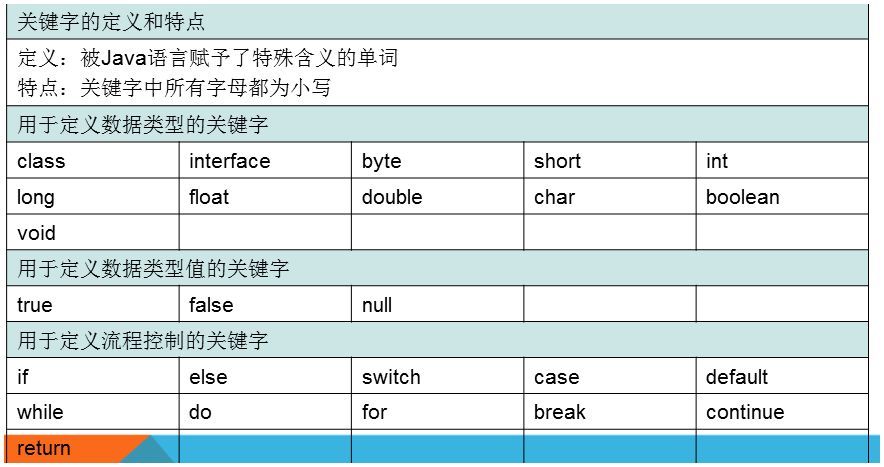 关键字的定义和特点
定义：被Java语言赋予了特殊含义的单词
特点：关键字中所有字母都为小写
用于定义数据类型的关键字
class interface byte short int
long float double char boolean
void
用于定义数据类型值的关键字
true false null
用于定义流程控制的关键字
if else switch case default
while do for break continue
return